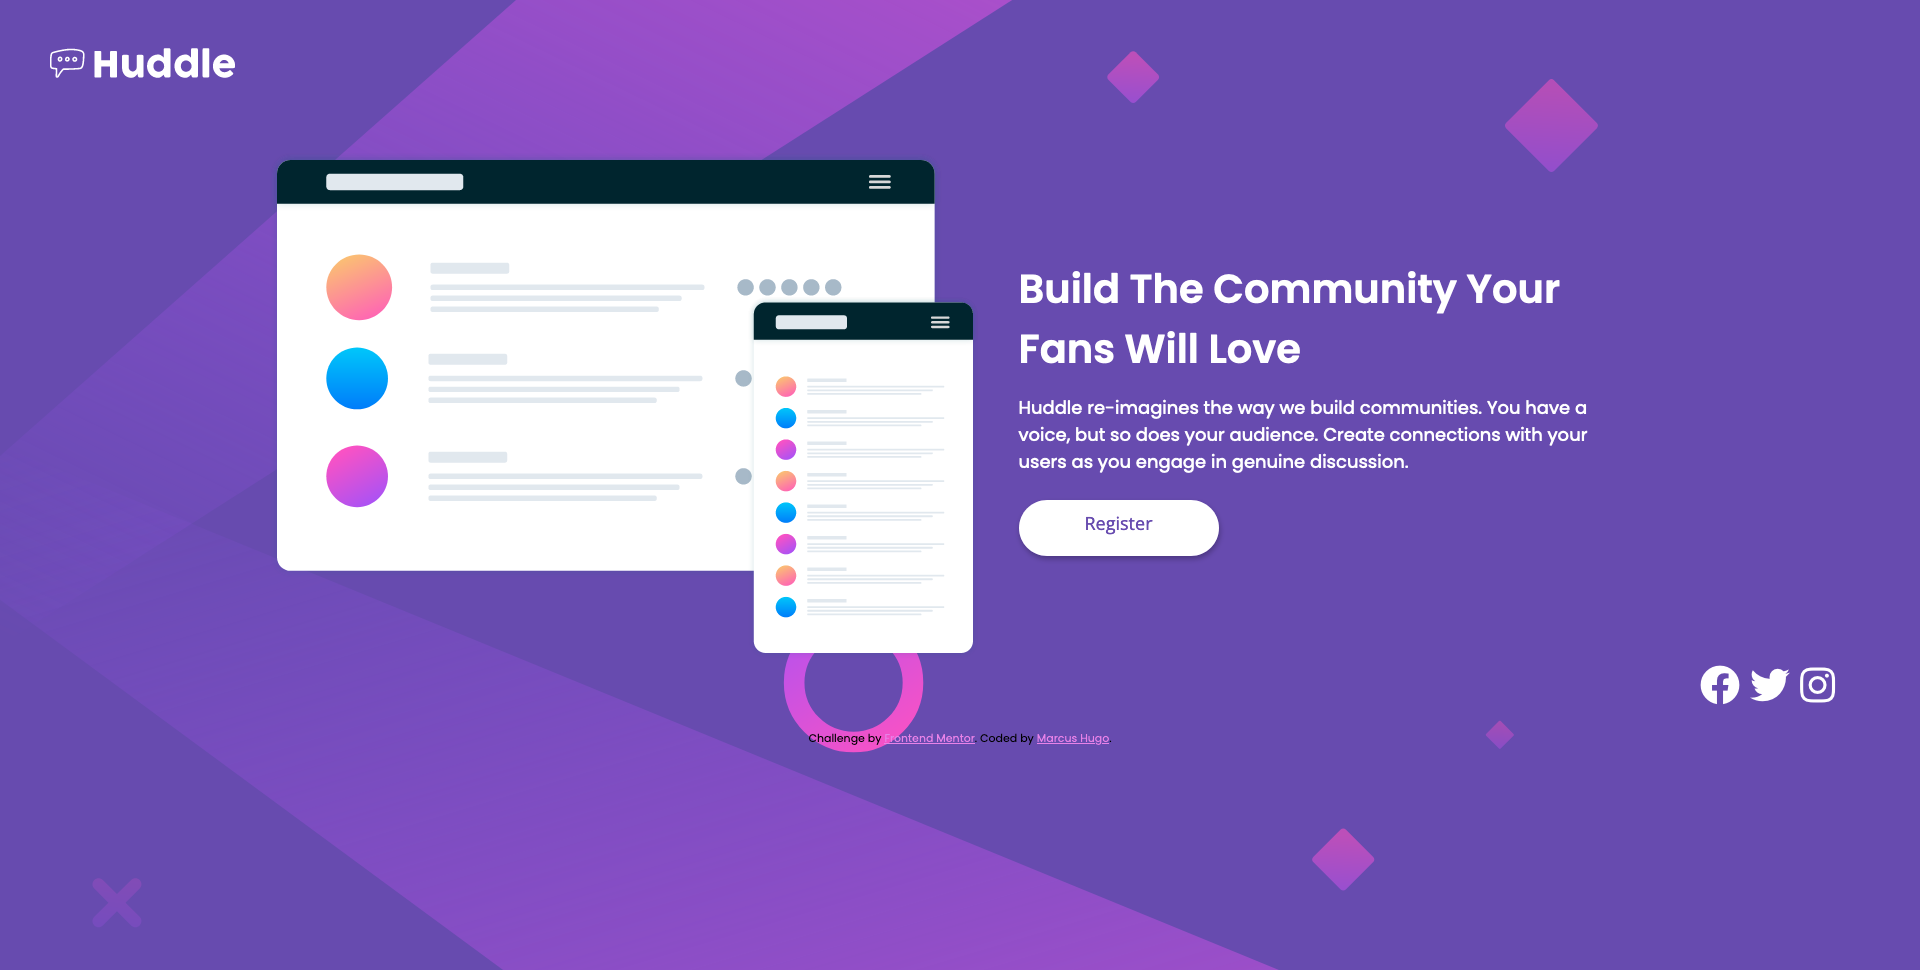 Huddle
Build The Community Your
Fans Will Love
Huddle re-imagines the way we build communities. You have a
voice, but so does your audience. Create connections with your
users as you engage in genuine discussion.
Register
Challenge by Frontend Mentor. Coded by Marcus Hugo.